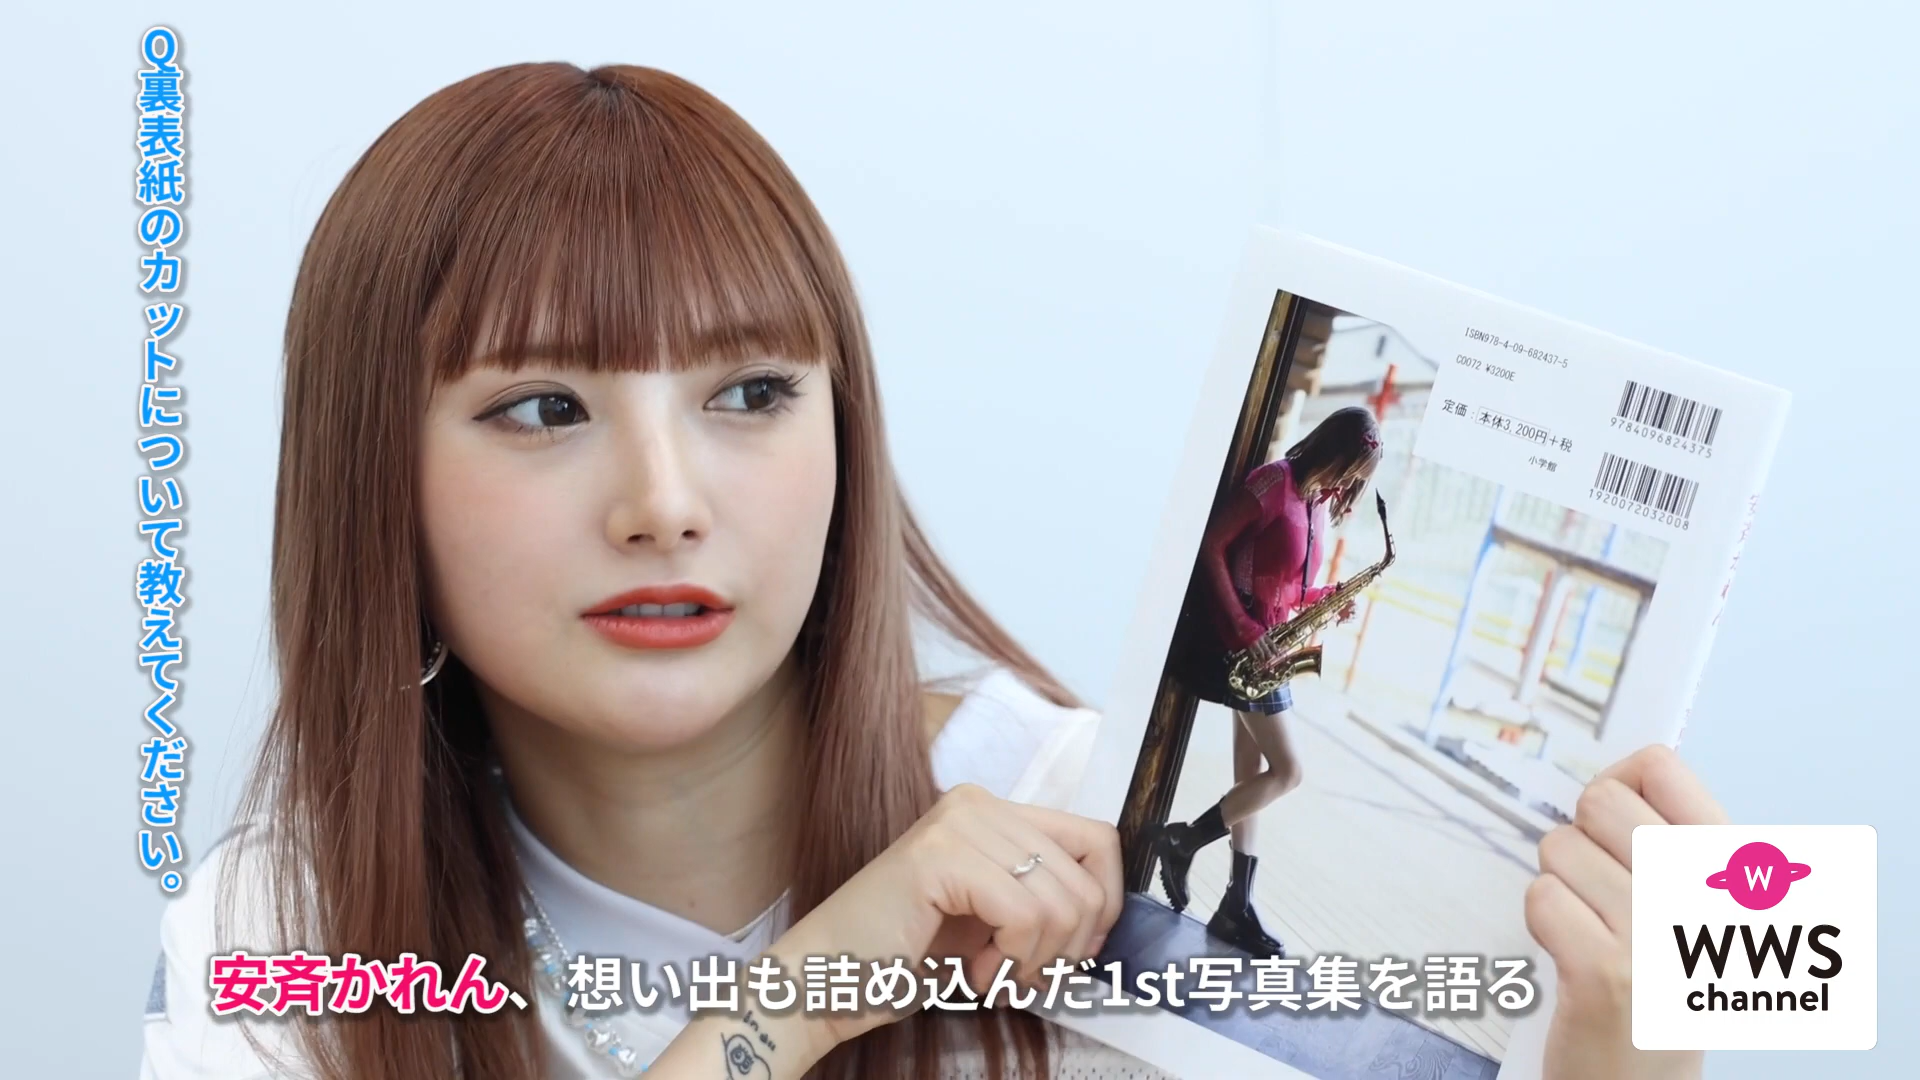 Q裏表紙のカットについて教えてください。
ISBN978-4-09-682437-5
C0072 ¥3200E
定価：本体3,200円＋税
小学館
9784096824375
1920072032008
安斉かれん、想い出も詰め込んだ1st写真集を語る
W
WWS
channel